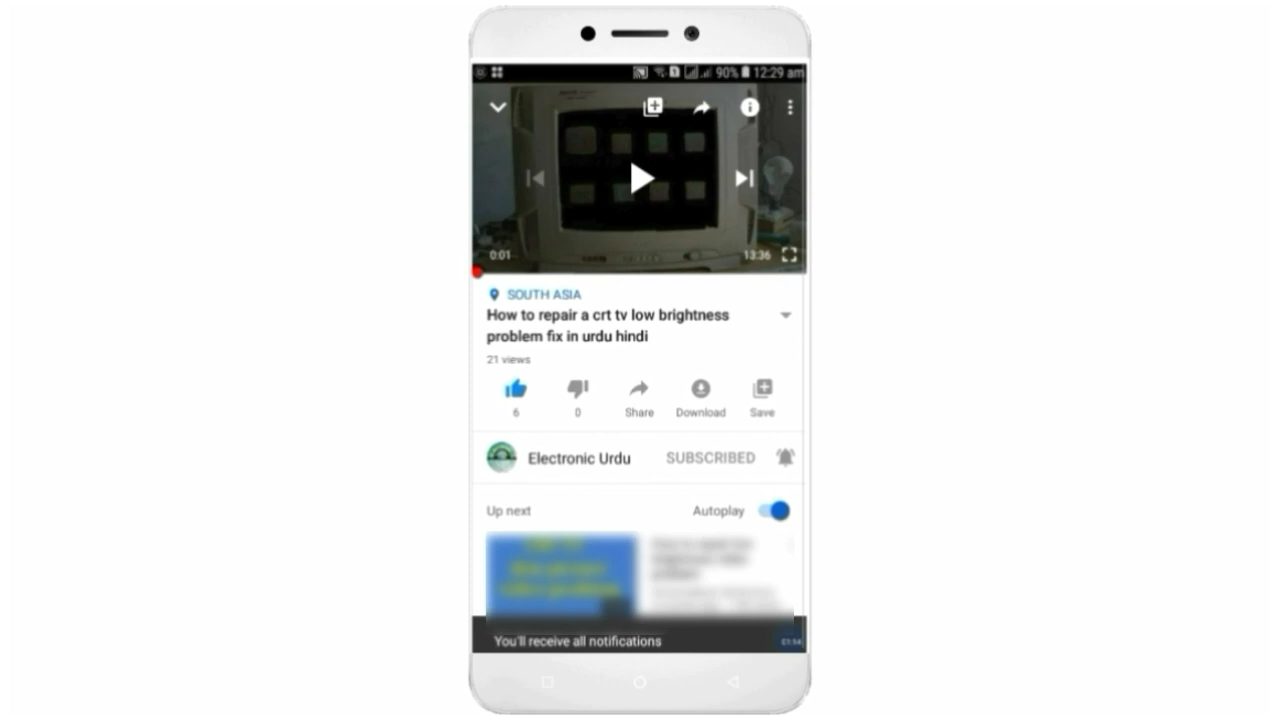 90% 12:29 am
0:01
13:36
SOUTH ASIA
How to repair a crt tv low brightness
problem fix in urdu hindi
21 views
6
0
Share
Download
Save
Electronic Urdu
SUBSCRIBED
Up next
Autoplay
You'll receive all notifications